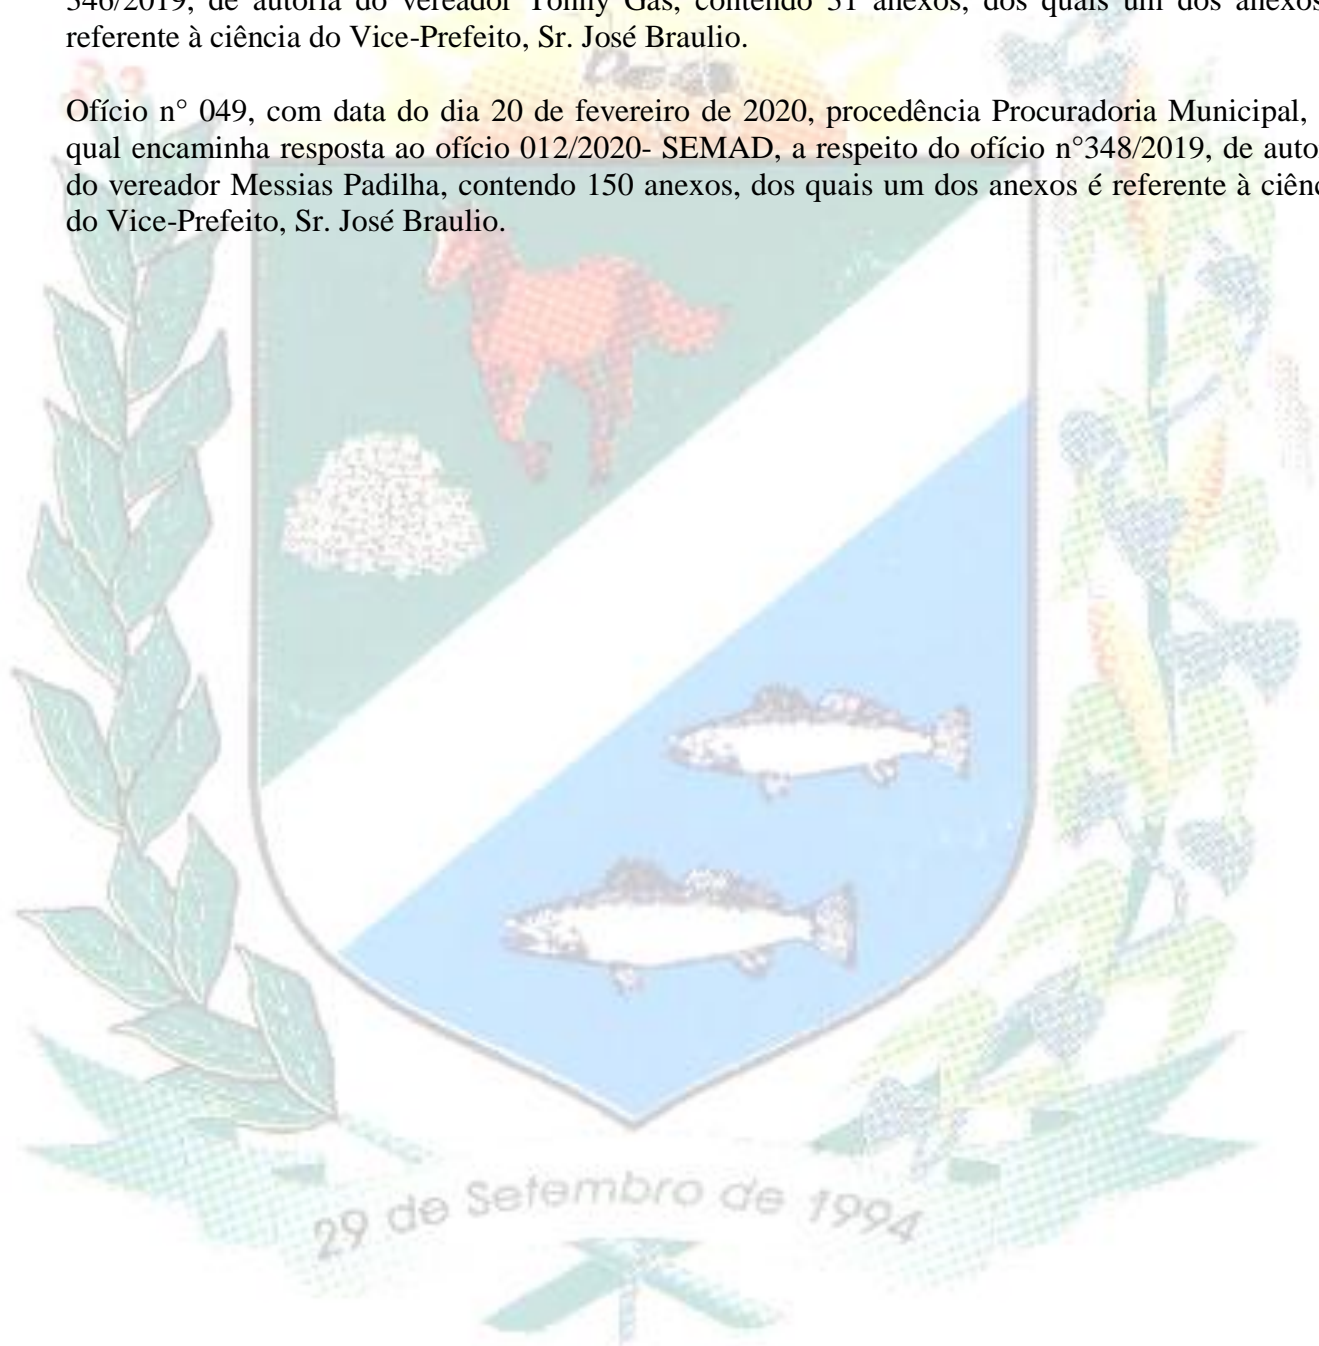 346/2019, de autoria do vereador Tonny Gás, contendo 31 anexos, dos quais um dos anexos
referente à ciência do Vice-Prefeito, Sr. José Braulio.
Ofício n° 049, com data do dia 20 de fevereiro de 2020, procedência Procuradoria Municipal,
qual encaminha resposta ao ofício 012/2020- SEMAD, a respeito do ofício n°348/2019, de auto
do vereador Messias Padilha, contendo 150 anexos, dos quais um dos anexos é referente à ciênc
do Vice-Prefeito, Sr. José Braulio.
29 de Setembro de 1994